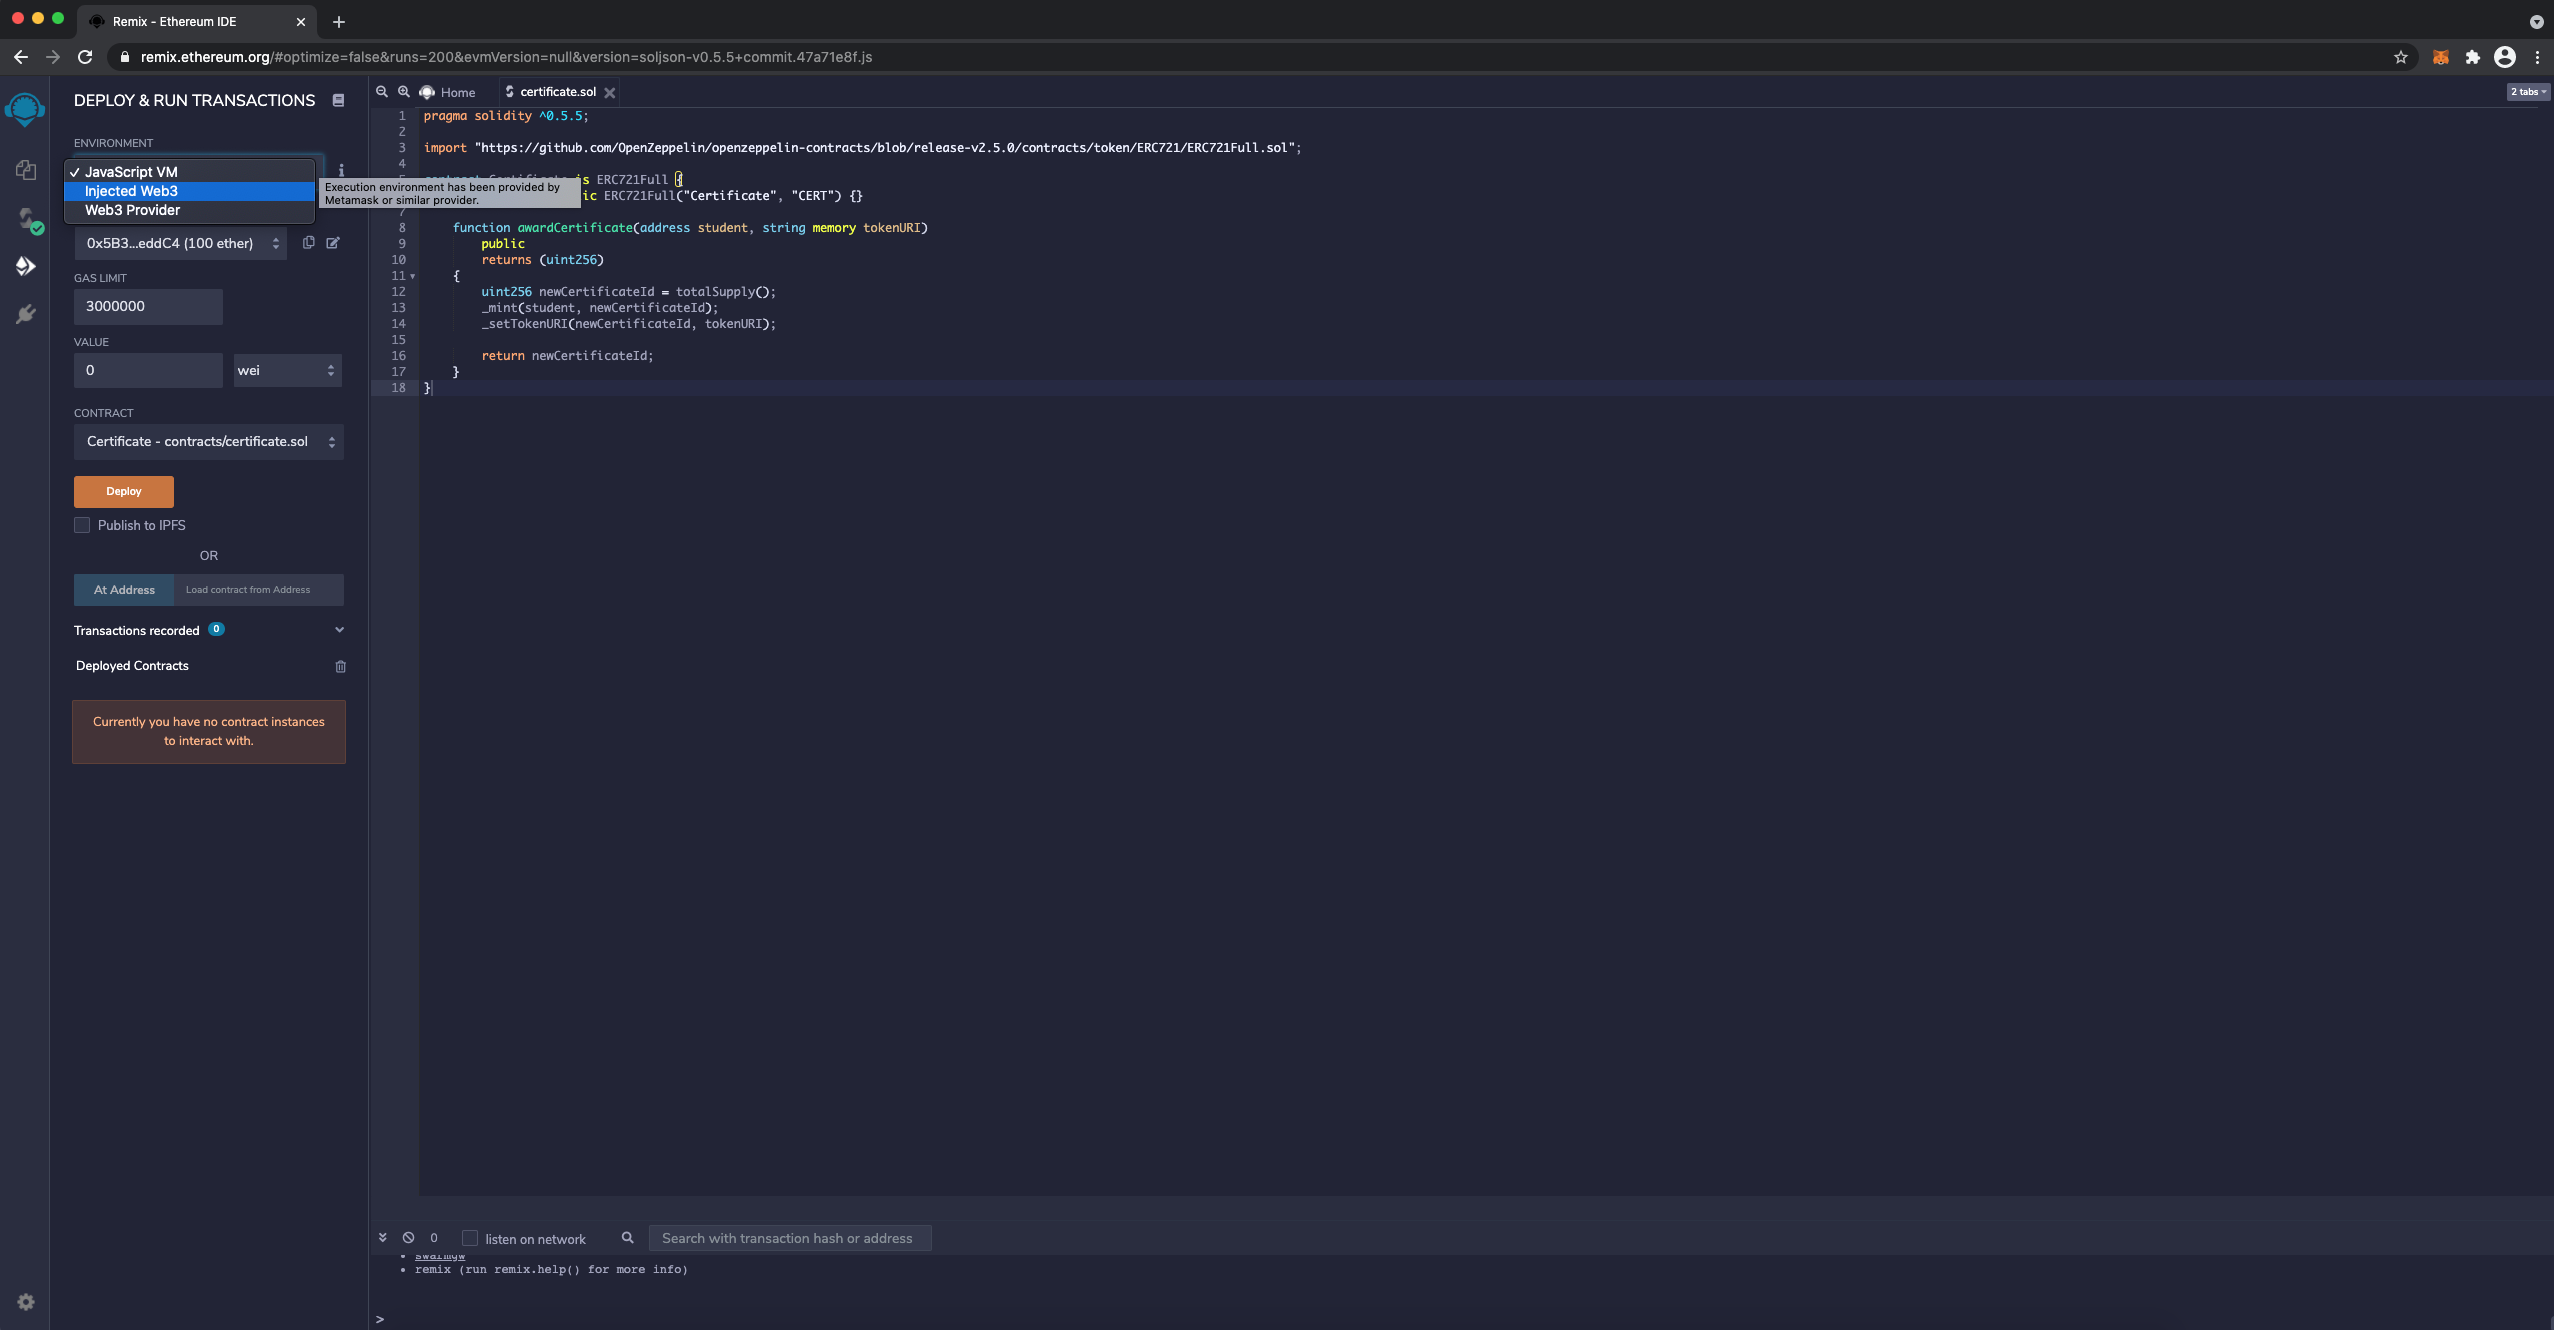 Remix - Ethereum IDE
remix.ethereum.org/#optimize=false&runs=200&evmVersion=null&version=soljson-v0.5.5+commit.47a71e8f.js
DEPLOY & RUN TRANSACTIONS
ENVIRONMENT
JavaScript VM
Injected Web3
Web3 Provider
Execution environment has been provided by
Metamask or similar provider.
0x5B3...eddC4 (100 ether)
GAS LIMIT
3000000
VALUE
0
wei
CONTRACT
Certificate - contracts/certificate.sol
Deploy
Publish to IPFS
OR
At Address
Load contract from Address
Transactions recorded 0
Deployed Contracts
Currently you have no contract instances
to interact with.
Home
certificate.sol
2 tabs
1 pragma solidity ^0.5.5;
2
3 import "https://github.com/OpenZeppelin/openzeppelin-contracts/blob/release-v2.5.0/contracts/token/ERC721/ERC721Full.sol";
4
is ERC721Full {
ic ERC721Full("Certificate", "CERT") {}
7
8 function awardCertificate(address student, string memory tokenURI)
9 public
10 returns (uint256)
11 {
12 uint256 newCertificateId = totalSupply();
13 _mint(student, newCertificateId);
14 _setTokenURI(newCertificateId, tokenURI);
15
16 return newCertificateId;
17 }
18 }
0
listen on network
Search with transaction hash or address
swarmgw
remix (run remix.help() for more info)
>